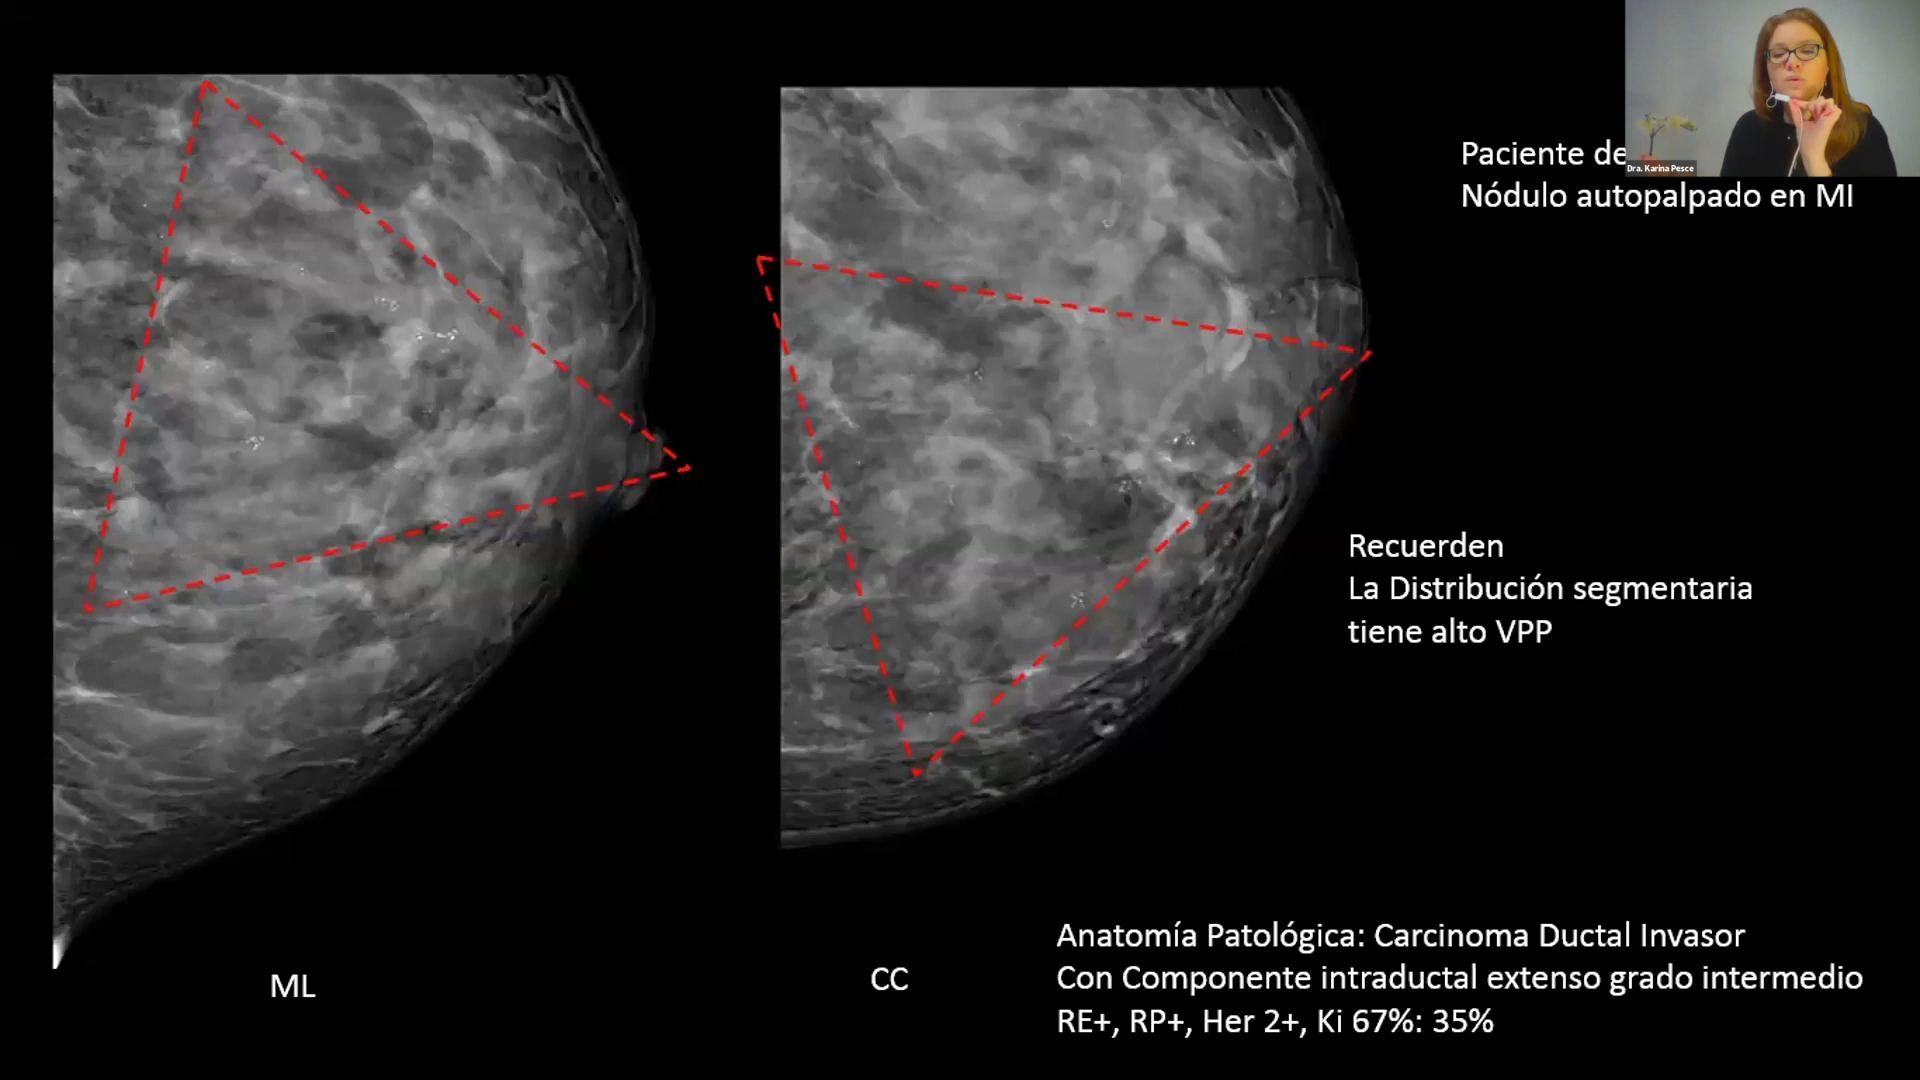 Paciente de
Dra. Karina Pesce
Nódulo autopalpado en MI
Recuerden
La Distribución segmentaria
tiene alto VPP
Anatomía Patológica: Carcinoma Ductal Invasor
Con Componente intraductal extenso grado intermedio
RE+, RP+, Her 2+, Ki 67%: 35%
ML
CC